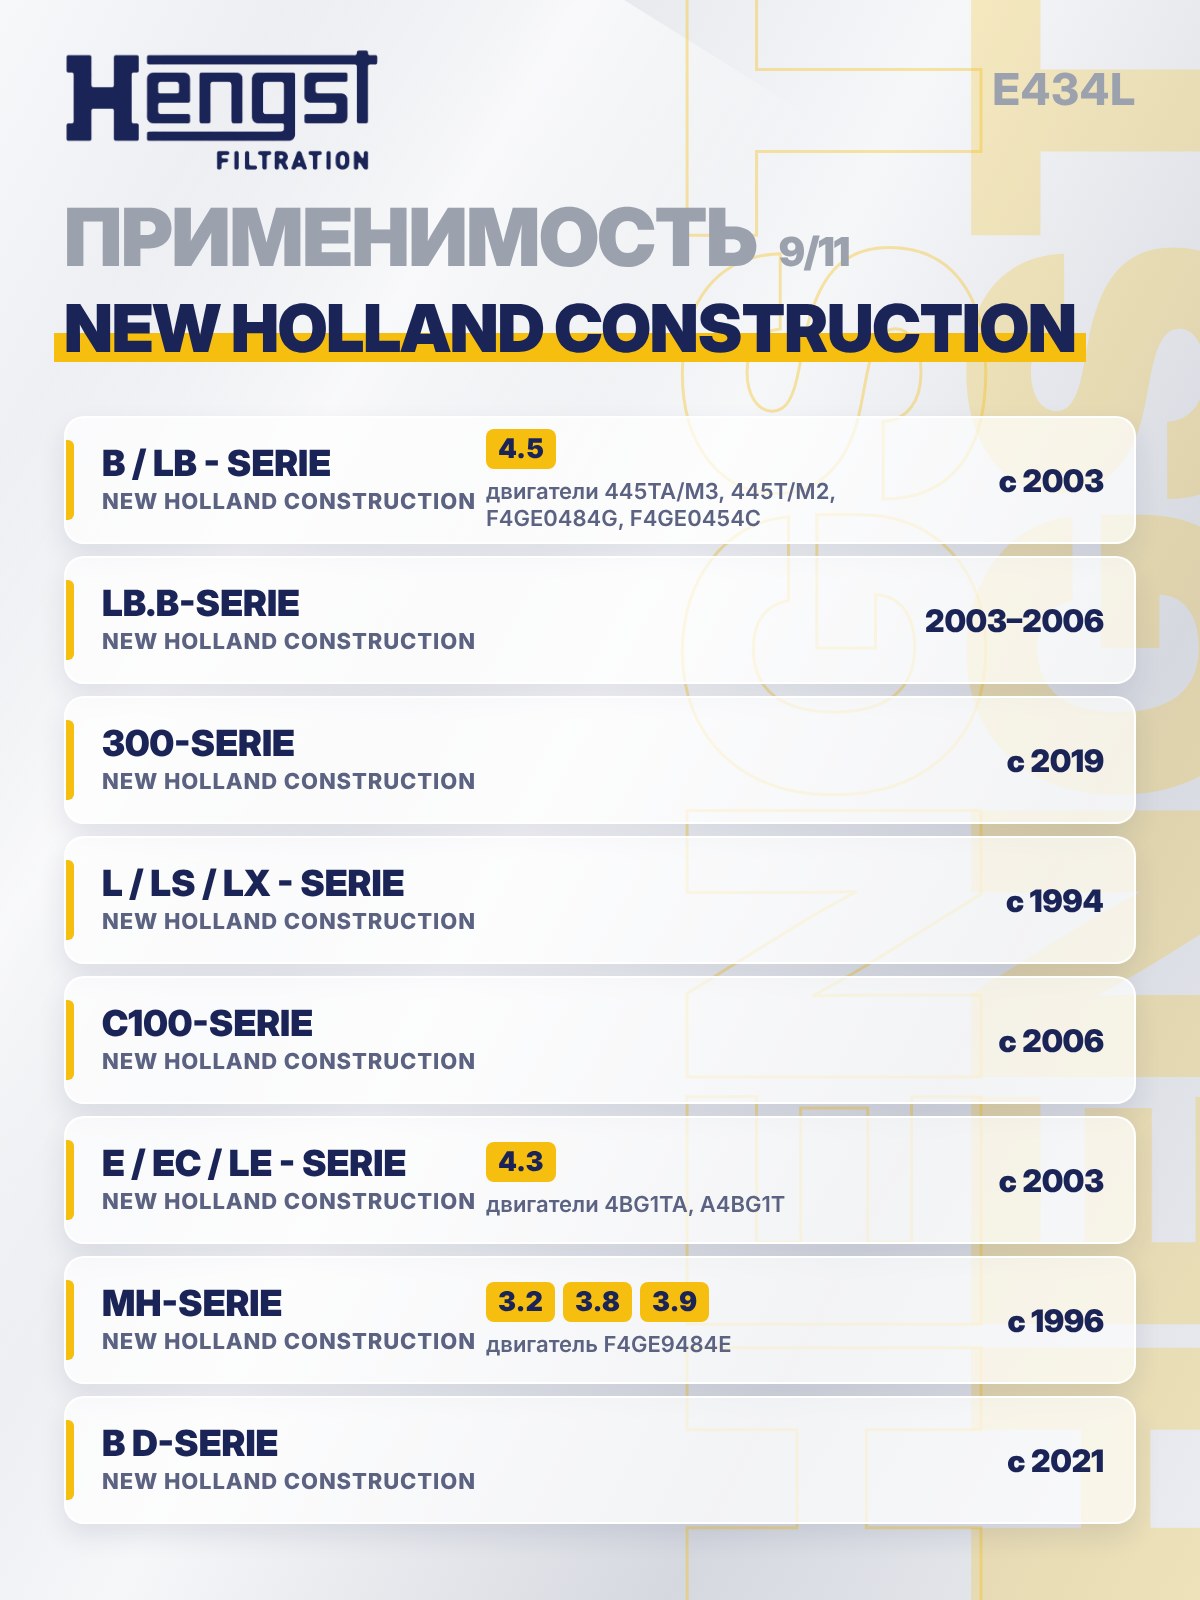 Hengst
FILTRATION
E434L
ПРИМЕНИМОСТЬ 9/11
NEW HOLLAND CONSTRUCTION
B / LB - SERIE
NEW HOLLAND CONSTRUCTION
4.5
двигатели 445TA/M3, 445T/M2,
F4GE0484G, F4GE0454C
с 2003
LB.B-SERIE
NEW HOLLAND CONSTRUCTION
2003–2006
300-SERIE
NEW HOLLAND CONSTRUCTION
с 2019
L / LS / LX - SERIE
NEW HOLLAND CONSTRUCTION
с 1994
C100-SERIE
NEW HOLLAND CONSTRUCTION
с 2006
E / EC / LE - SERIE
NEW HOLLAND CONSTRUCTION
4.3
двигатели 4BG1TA, A4BG1T
с 2003
MH-SERIE
NEW HOLLAND CONSTRUCTION
3.2 3.8 3.9
двигатель F4GE9484E
с 1996
B D-SERIE
NEW HOLLAND CONSTRUCTION
с 2021
HENGST
HENGST